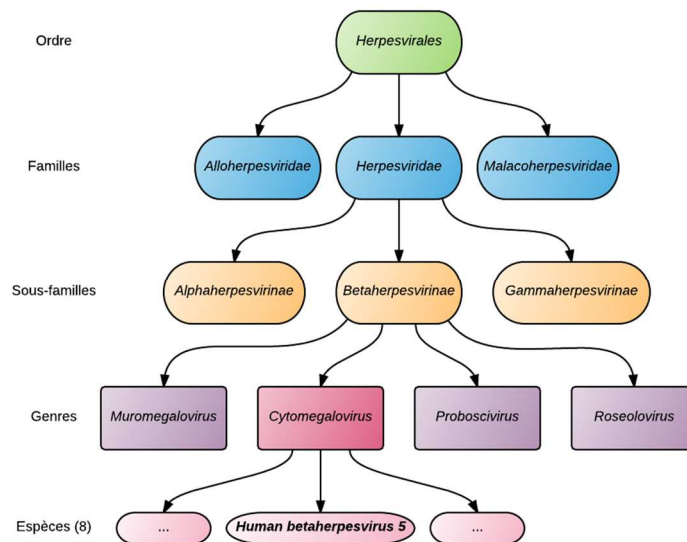 Ordre
Herpesvirales
Familles
Alloherpesviridae
Herpesviridae
Malacoherpesviridae
Sous-familles
Alphaherpesvirinae
Betaherpesvirinae
Gammaherpesvirinae
Genres
Muromegalovirus
Cytomegalovirus
Proboscivirus
Roseolovirus
Espèces (8)
...
Human betaherpesvirus 5
...